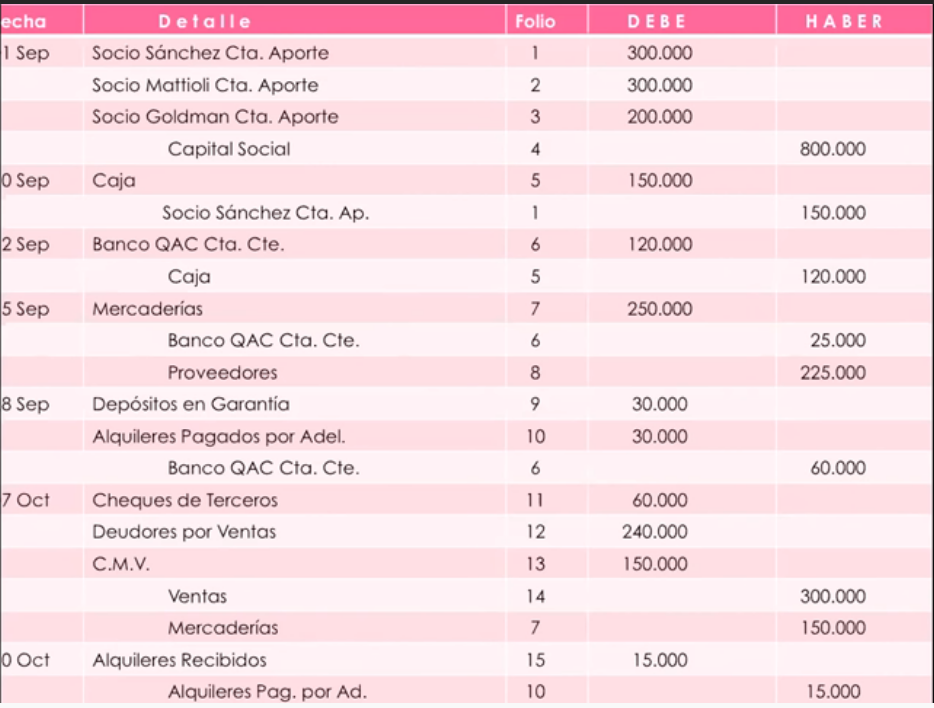 echa Detalle Folio DEBE HABER
1 Sep Socio Sánchez Cta. Aporte 1 300.000
Socio Mattioli Cta. Aporte 2 300.000
Socio Goldman Cta. Aporte 3 200.000
Capital Social 4 800.000
0 Sep Caja 5 150.000
Socio Sánchez Cta. Ap. 1 150.000
2 Sep Banco QAC Cta. Cte. 6 120.000
Caja 5 120.000
5 Sep Mercaderías 7 250.000
Banco QAC Cta. Cte. 6 25.000
Proveedores 8 225.000
8 Sep Depósitos en Garantía 9 30.000
Alquileres Pagados por Adel. 10 30.000
Banco QAC Cta. Cte. 6 60.000
7 Oct Cheques de Terceros 11 60.000
Deudores por Ventas 12 240.000
C.M.V. 13 150.000
Ventas 14 300.000
Mercaderías 7 150.000
0 Oct Alquileres Recibidos 15 15.000
Alquileres Pag. por Ad. 10 15.000